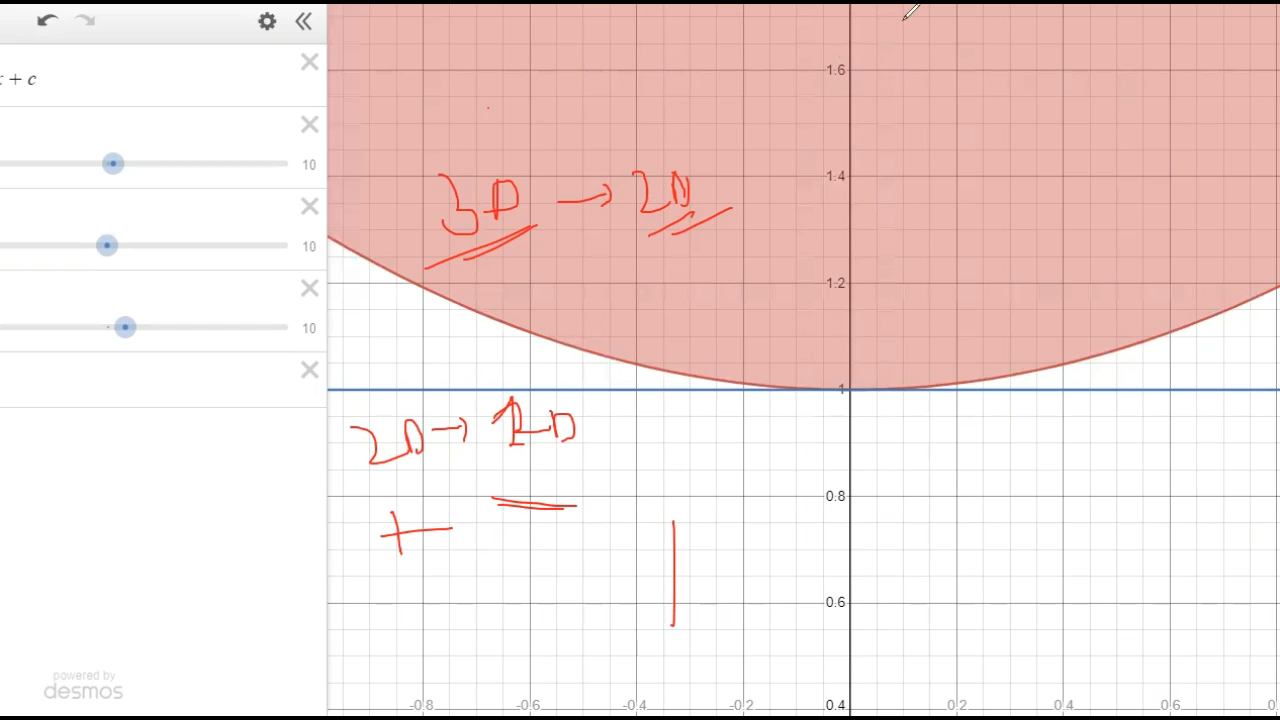 x + c
10
10
10
powered by
desmos
1.6
1.4
1.2
1
0.8
0.6
0.4
-0.8 -0.6 -0.4 -0.2 0.2 0.4 0.6
3D → 2D
2D → 1D